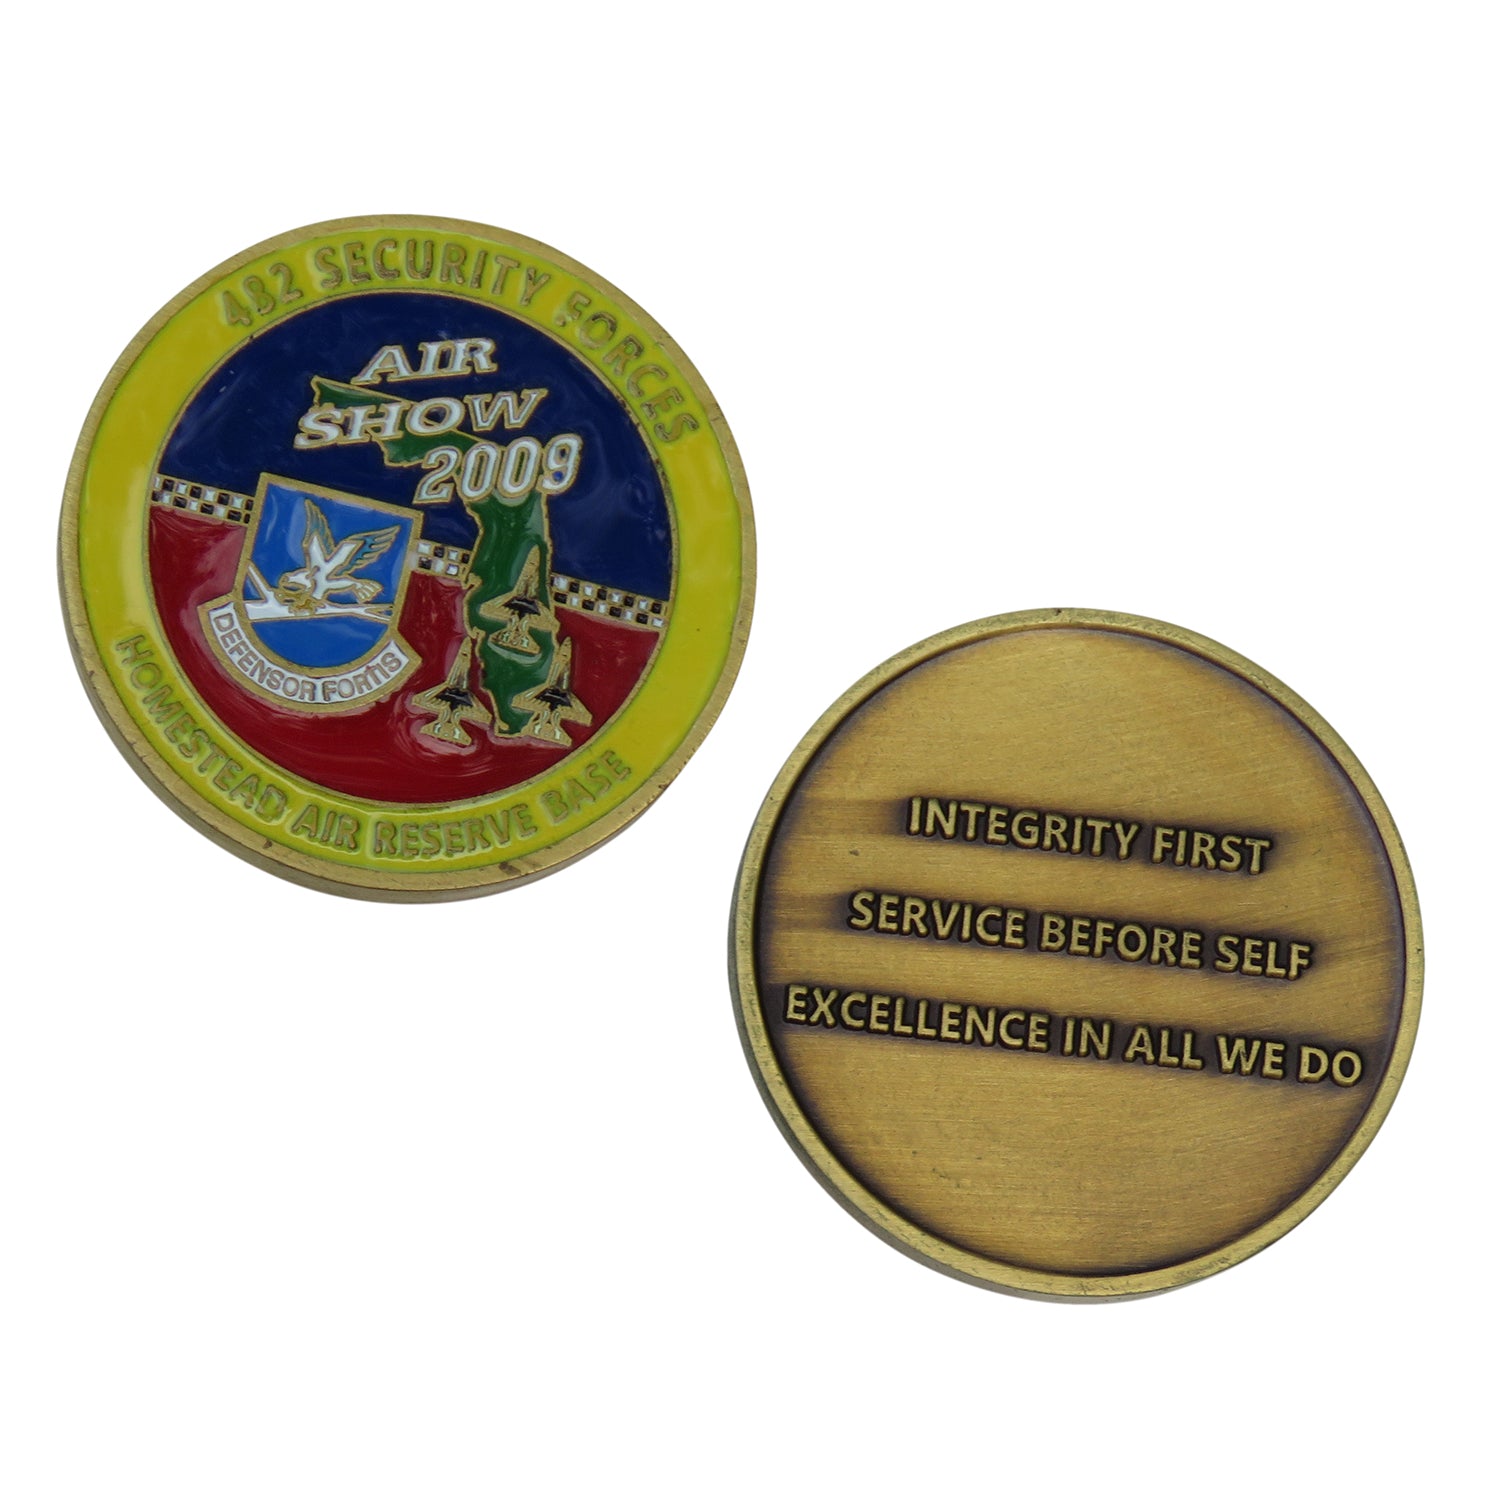 482 SECURITY FORCES
AIR
SHOW
2009
DEFENSOR FORTIS
HOMESTEAD AIR RESERVE BASE
INTEGRITY FIRST
SERVICE BEFORE SELF
EXCELLENCE IN ALL WE DO